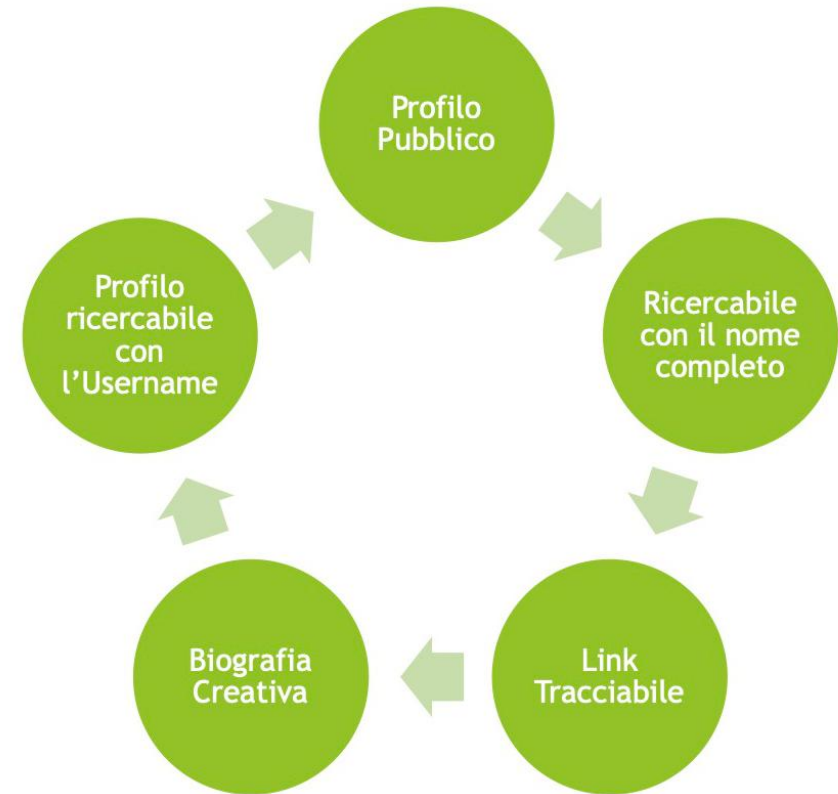 Profilo
Pubblico
Ricercabile
con il nome
completo
Link
Tracciabile
Biografia
Creativa
Profilo
ricercabile
con
l’Username